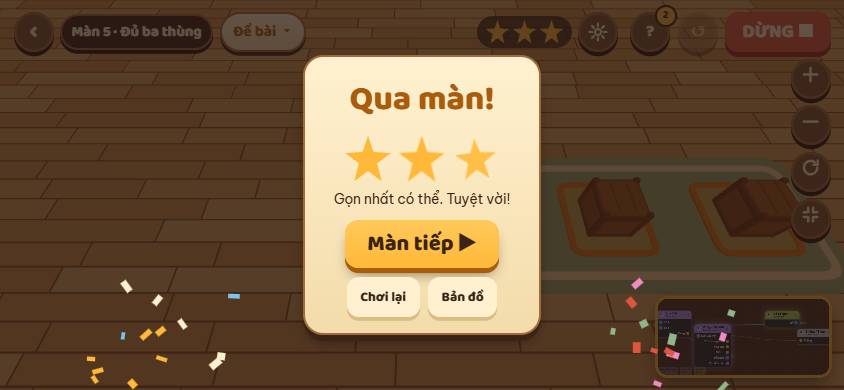 Màn 5 · Đủ ba thùng
Đề bài
?
2
DỪNG
Qua màn!
Gọn nhất có thể. Tuyệt vời!
Màn tiếp
Chơi lại
Bản đồ